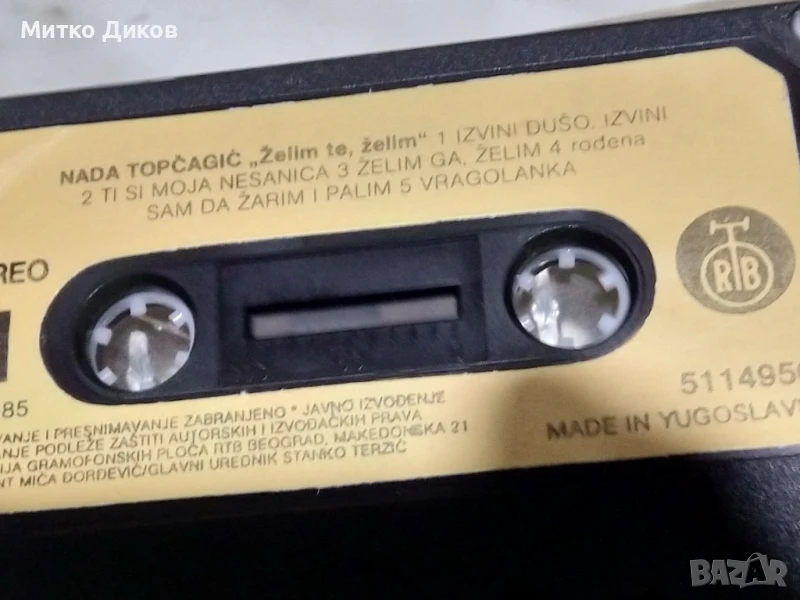 Митко Диков
NADA TOPČAGIĆ „Želim te, želim“ 1 IZVINI DUŠO, IZVINI
2 TI SI MOJA NESANICA 3 ŽELIM GA, ŽELIM 4 rođena
SAM DA ŽARIM I PALIM 5 VRAGOLANKA
REO
RTB
85
511495
MADE IN YUGOSLAV
VANJE I PRESNIMAVANJE ZABRANJENO * JAVNO IZVOĐENJE
ANJE PODLEŽE ZAŠTITI AUTORSKIH I IZVOĐAČKIH PRAVA
IJA GRAMOFONSKIH PLOČA RTB BEOGRAD, MAKEDONSKA 21
NT MIĆA ĐORĐEVIĆ/GLAVNI UREDNIK STANKO TERZIĆ
BAZAR